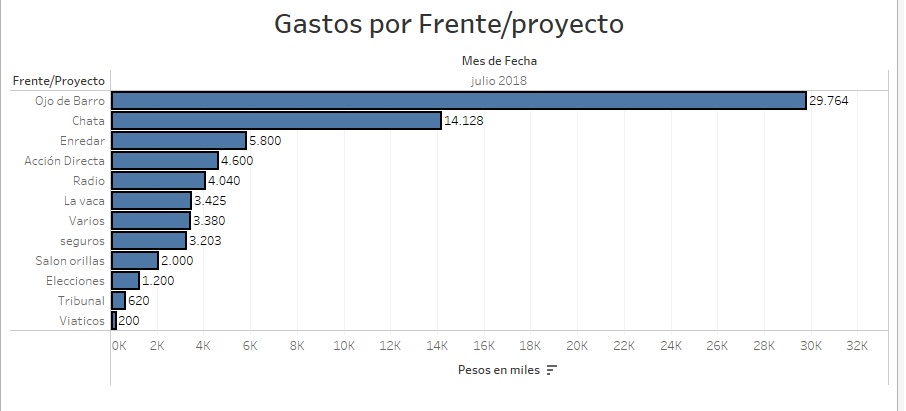 Gastos por Frente/proyecto
Mes de Fecha
Frente/Proyecto julio 2018
Ojo de Barro 29.764
Chata 14.128
Enredar 5.800
Acción Directa 4.600
Radio 4.040
La vaca 3.425
Varios 3.380
seguros 3.203
Salon orillas 2.000
Elecciones 1.200
Tribunal 620
Viaticos 200
0K 2K 4K 6K 8K 10K 12K 14K 16K 18K 20K 22K 24K 26K 28K 30K 32K
Pesos en miles